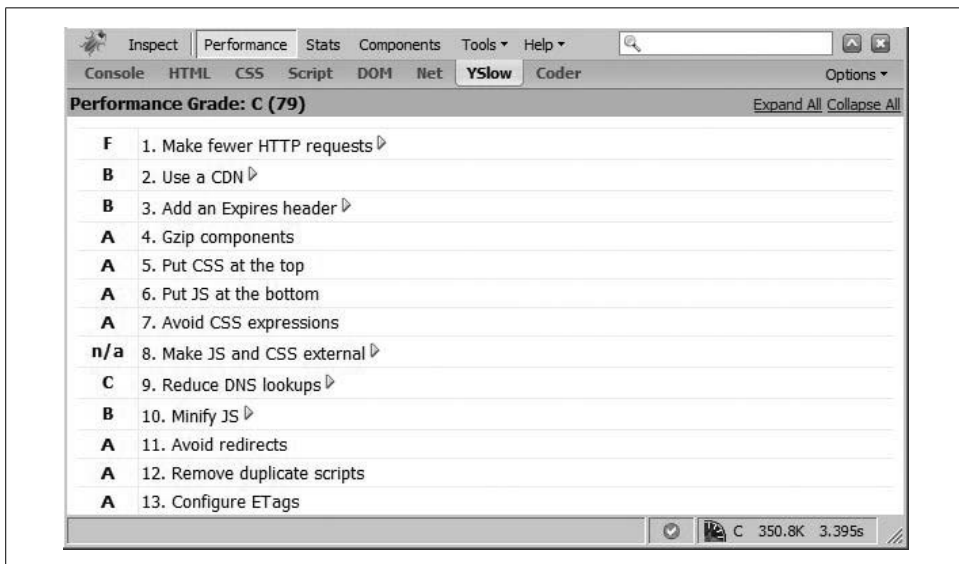 Inspect Performance Stats Components Tools Help
Console HTML CSS Script DOM Net YSlow Coder Options
Performance Grade: C (79) Expand All Collapse All
F 1. Make fewer HTTP requests
B 2. Use a CDN
B 3. Add an Expires header
A 4. Gzip components
A 5. Put CSS at the top
A 6. Put JS at the bottom
A 7. Avoid CSS expressions
n/a 8. Make JS and CSS external
C 9. Reduce DNS lookups
B 10. Minify JS
A 11. Avoid redirects
A 12. Remove duplicate scripts
A 13. Configure ETags
C 350.8K 3.395s